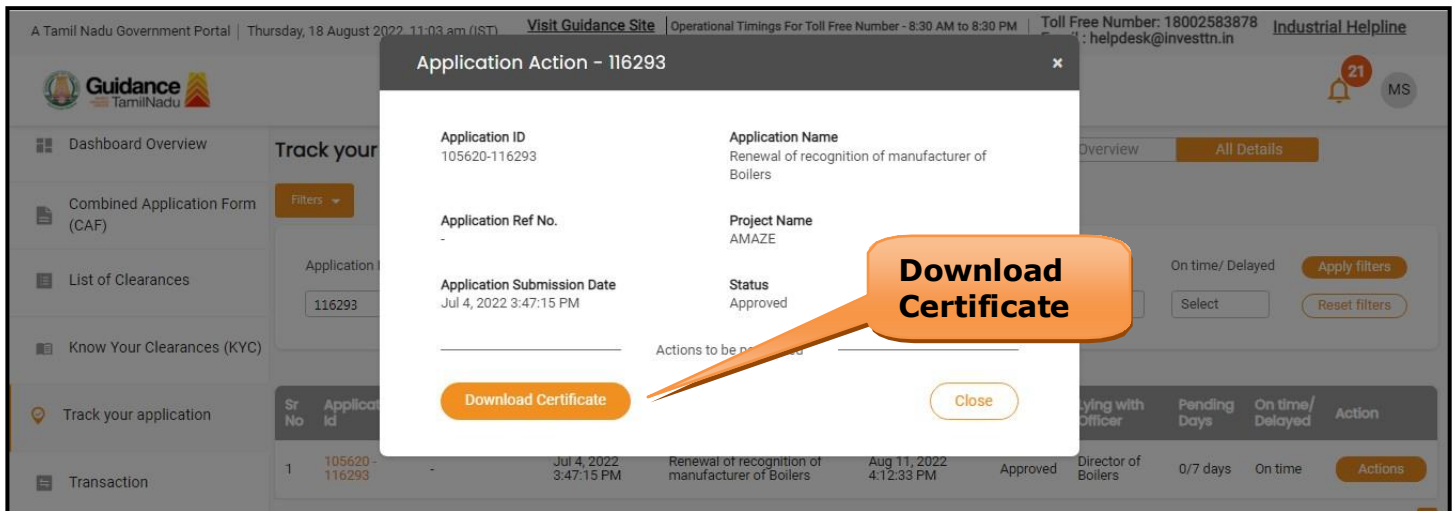 A Tamil Nadu Government Portal | Thursday, 18 August 2022, 11:03 am (IST) Visit Guidance Site | Operational Timings For Toll Free Number - 8:30 AM to 8:30 PM | Toll Free Number: 18002583878 Industrial Helpline
: helpdesk@investtn.in
Guidance
TamilNadu
21
MS
Application Action - 116293 ×
Dashboard Overview
Track your
Overview All Details
Application ID Application Name
105620-116293 Renewal of recognition of manufacturer of
Boilers
Combined Application Form
(CAF)
Filters
Application Ref No. Project Name
- AMAZE
List of Clearances
Application
On time/ Delayed Apply filters
Application Submission Date Status
Jul 4, 2022 3:47:15 PM Approved
116293 Select Reset filters
Download
Certificate
Know Your Clearances (KYC)
Actions to be
Download Certificate Close
Track your application
Sr
No
Id
Lying with
Officer
Pending
Days
On time/
Delayed
Action
1
105620 -
116293
-
Jul 4, 2022
3:47:15 PM
Renewal of recognition of
manufacturer of Boilers
Aug 11, 2022
4:12:33 PM
Approved
Director of
Boilers
0/7 days
On time
Actions
Transaction